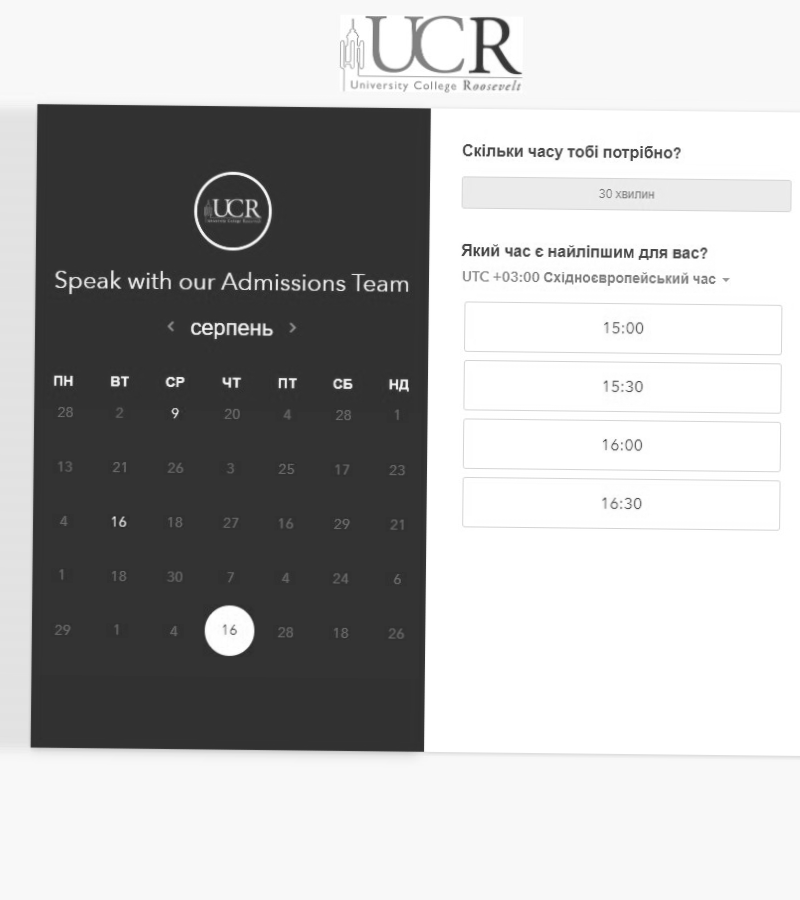 UCR
University College Roosevelt
UCR
Speak with our Admissions Team
серпень
ПН ВТ СР ЧТ ПТ СБ НД
28 2 9 20 4 28 1
13 21 26 3 25 17 23
4 16 18 27 16 29 21
1 18 30 7 4 24 6
29 1 4 16 28 18 26
Скільки часу тобі потрібно?
30 хвилин
Який час є найліпшим для вас?
UTC +03:00 Східноєвропейський час
15:00
15:30
16:00
16:30